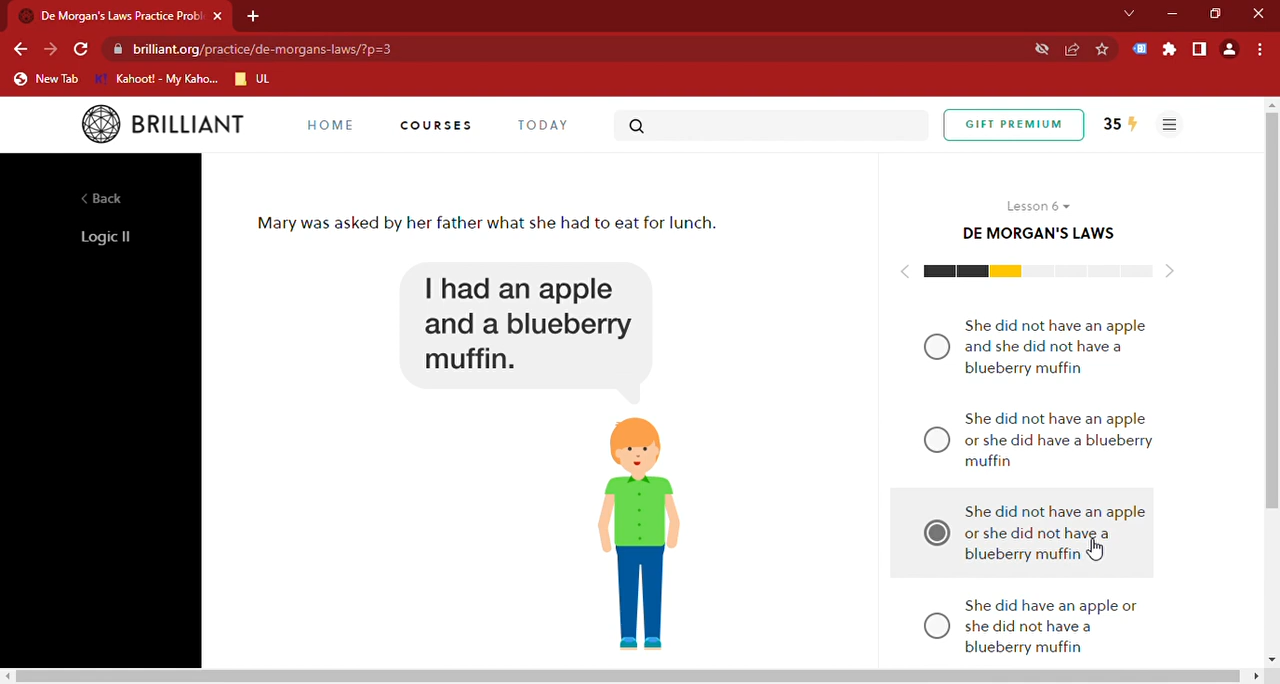 De Morgan's Laws Practice Probl
brilliant.org/practice/de-morgans-laws/?p=3
New Tab
K! Kahoot! - My Kaho...
UL
BRILLIANT
HOME
COURSES
TODAY
GIFT PREMIUM
35
< Back
Logic II
Mary was asked by her father what she had to eat for lunch.
I had an apple
and a blueberry
muffin.
Lesson 6
DE MORGAN'S LAWS
She did not have an apple
and she did not have a
blueberry muffin
She did not have an apple
or she did have a blueberry
muffin
She did not have an apple
or she did not have a
blueberry muffin
She did have an apple or
she did not have a
blueberry muffin